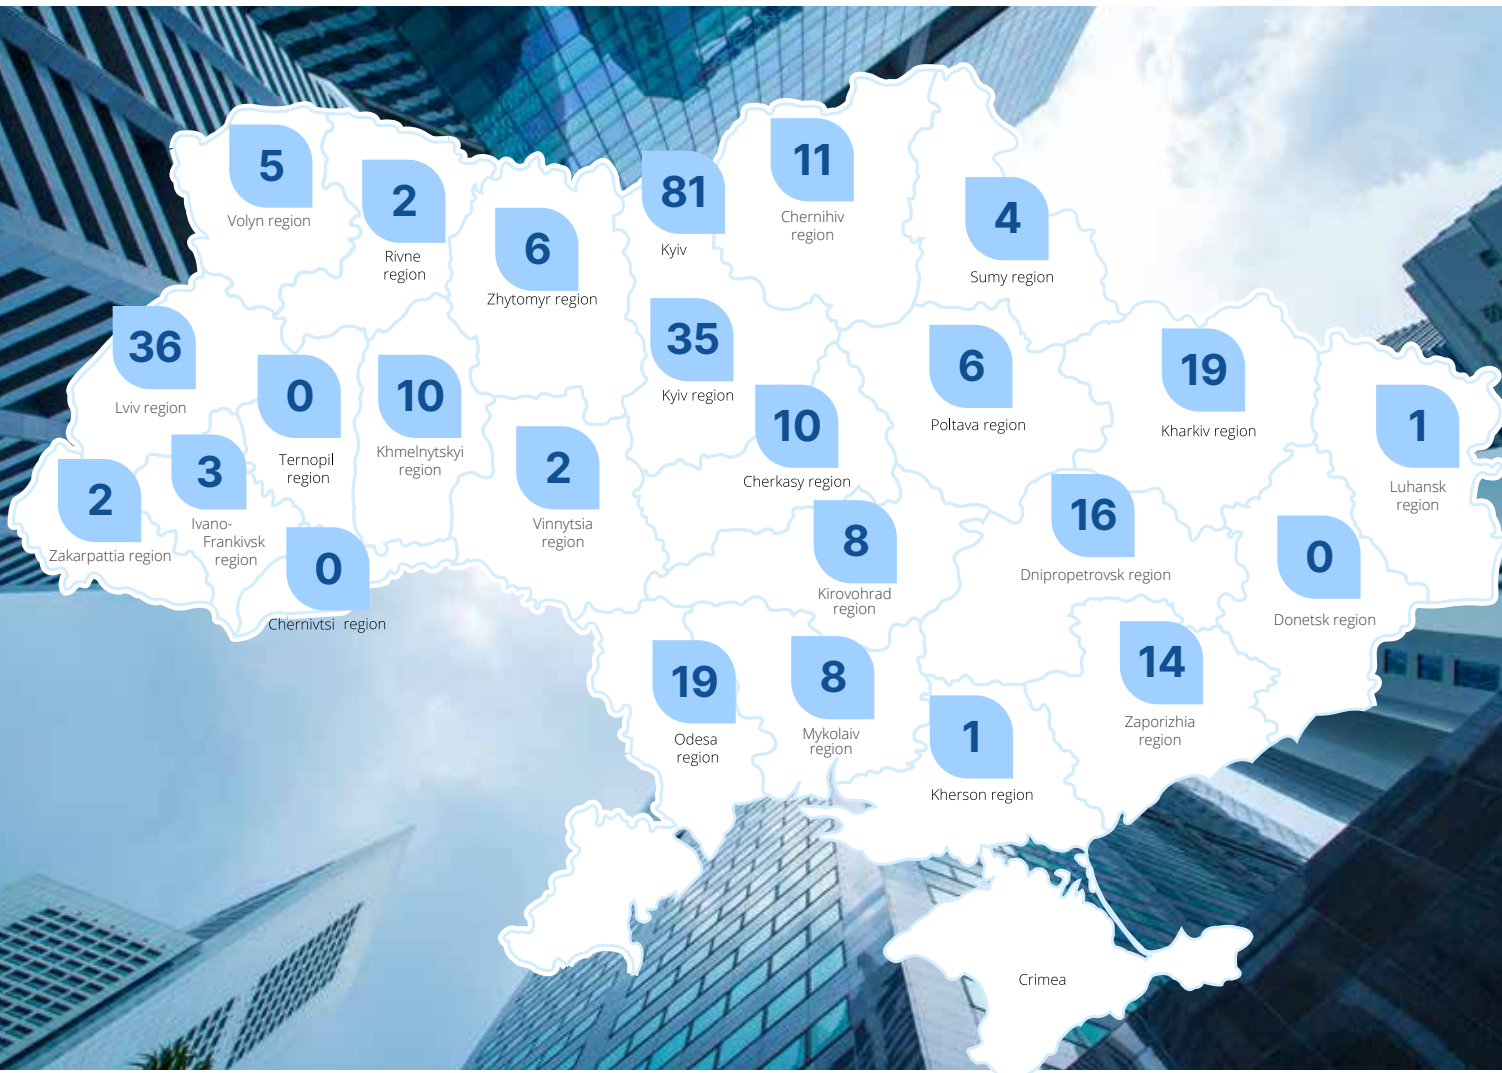 5
Volyn region
2
Rivne
region
6
Zhytomyr region
81
Kyiv
11
Chernihiv
region
4
Sumy region
36
Lviv region
0
Ternopil
region
10
Khmelnytskyi
region
35
Kyiv region
10
Cherkasy region
6
Poltava region
19
Kharkiv region
1
Luhansk
region
2
Zakarpattia region
3
Ivano-
Frankivsk
region
0
Chernivtsi region
2
Vinnytsia
region
8
Kirovohrad
region
16
Dnipropetrovsk region
0
Donetsk region
19
Odesa
region
8
Mykolaiv
region
1
Kherson region
14
Zaporizhia
region
Crimea